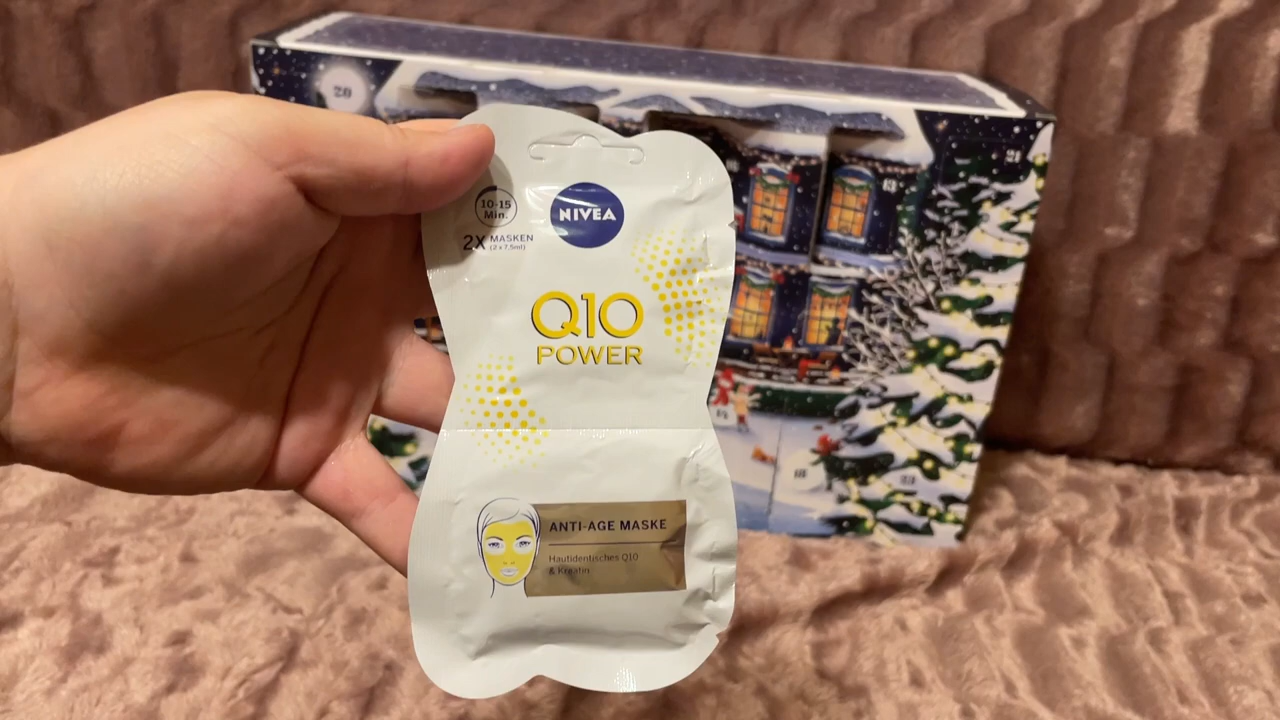 20
21
10-15
Min.
NIVEA
2X MASKEN
(2 x 7,5ml)
Q10
POWER
ANTI-AGE MASKE
Hautidentisches Q10
& Kreatin